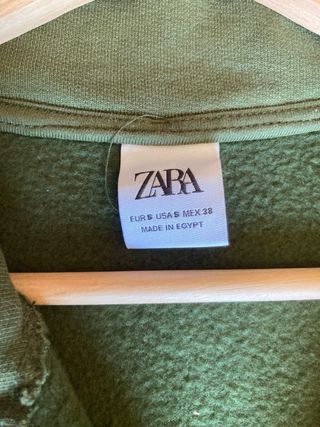 ZARA
EUR S USA S MEX 38
MADE IN EGYPT